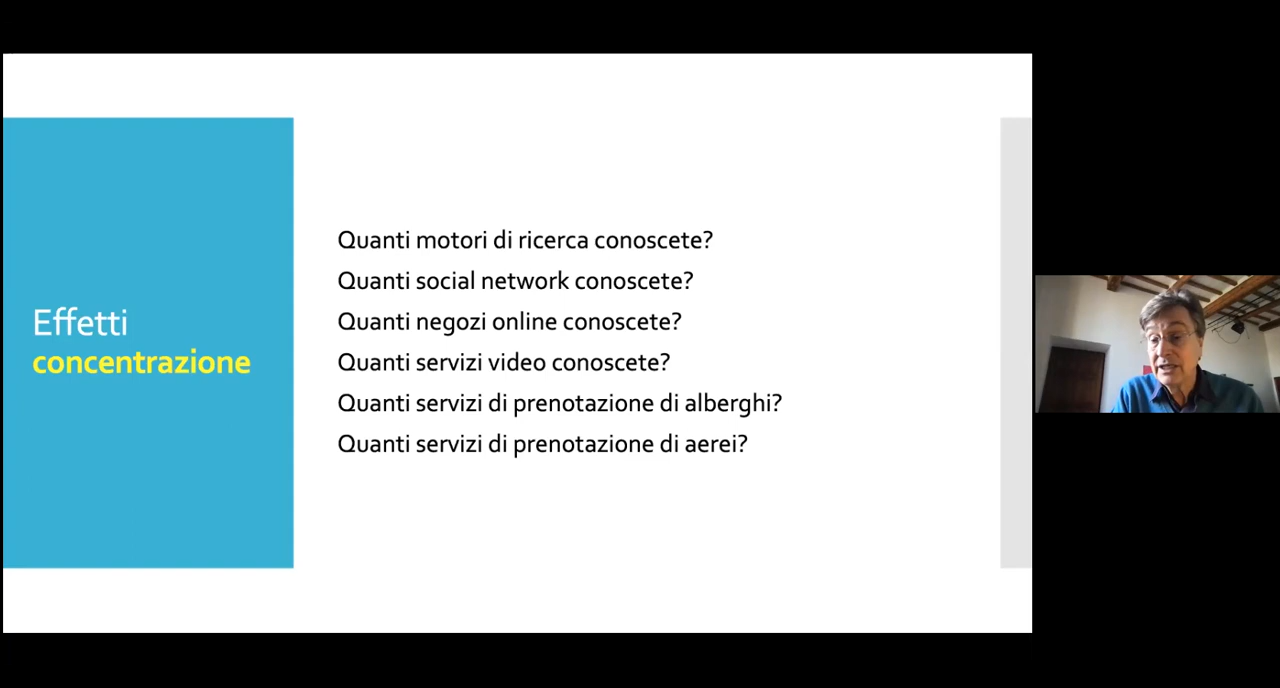 Effetti
concentrazione
Quanti motori di ricerca conoscete?
Quanti social network conoscete?
Quanti negozi online conoscete?
Quanti servizi video conoscete?
Quanti servizi di prenotazione di alberghi?
Quanti servizi di prenotazione di aerei?